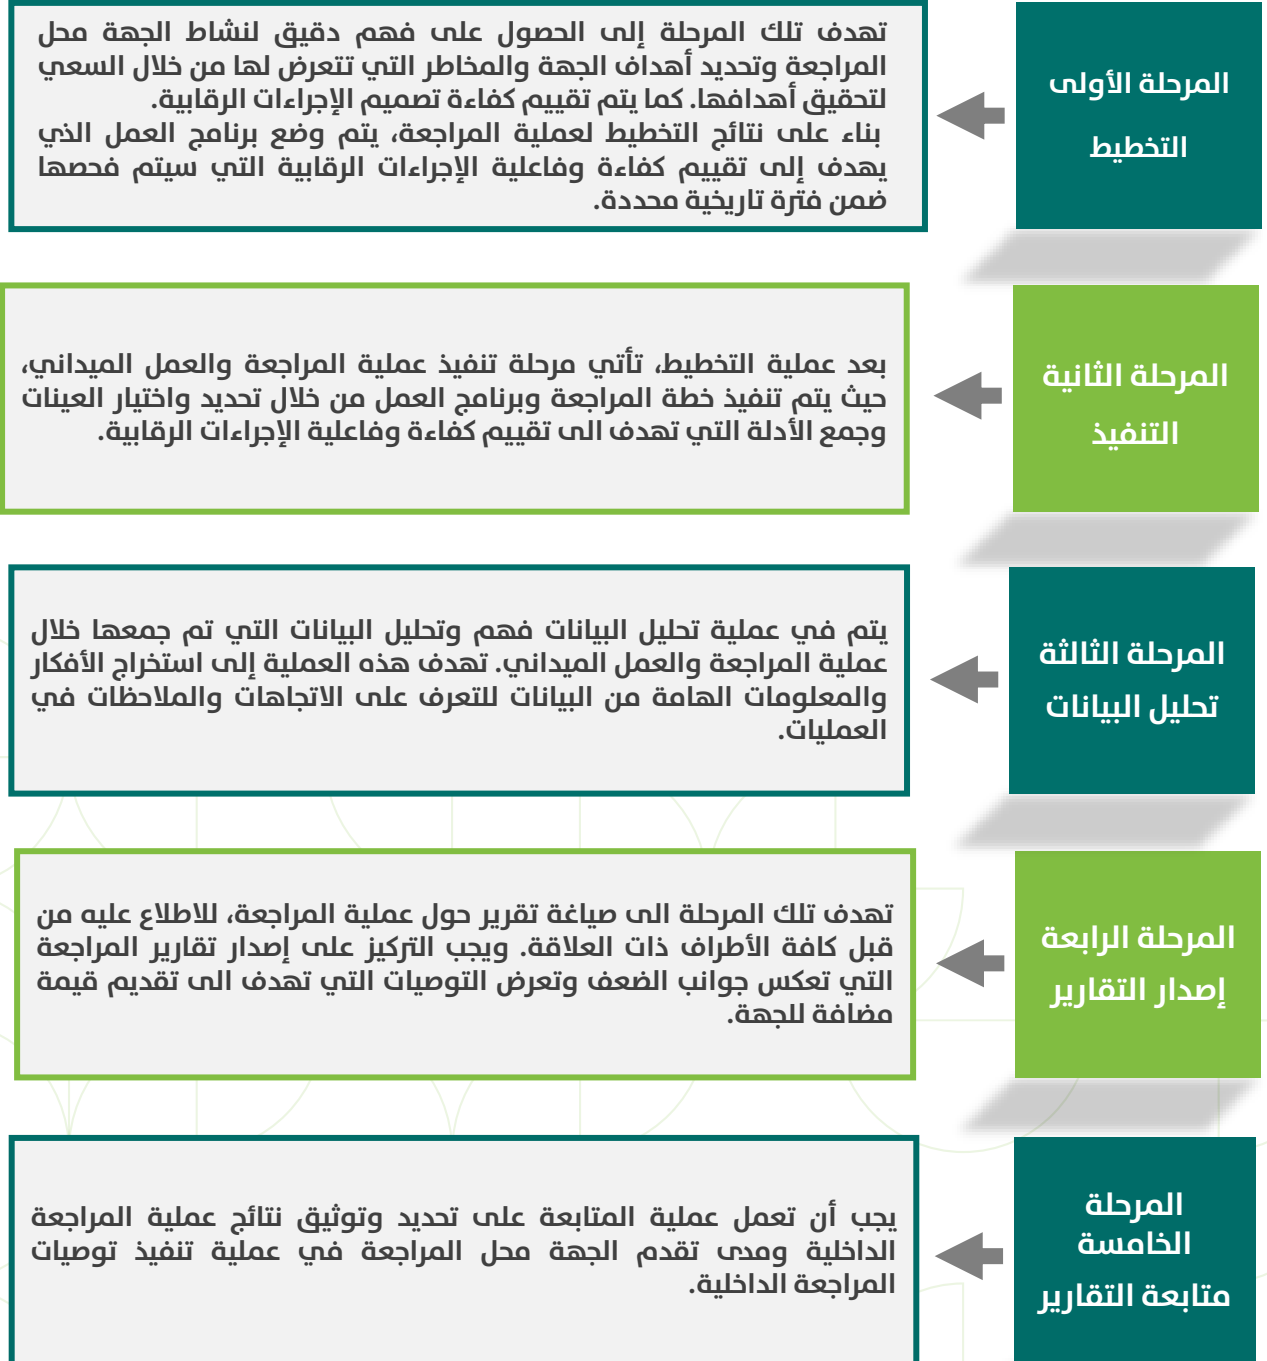 المرحلة الأولى
التخطيط
تهدف تلك المرحلة إلى الحصول على فهم دقيق لنشاط الجهة محل
المراجعة وتحديد أهداف الجهة والمخاطر التي تتعرض لها من خلال السعي
لتحقيق أهدافها. كما يتم تقييم كفاءة تصميم الإجراءات الرقابية.
بناء على نتائج التخطيط لعملية المراجعة، يتم وضع برنامج العمل الذي
يهدف إلى تقييم كفاءة وفاعلية الإجراءات الرقابية التي سيتم فحصها
ضمن فترة تاريخية محددة.
المرحلة الثانية
التنفيذ
بعد عملية التخطيط، تأتي مرحلة تنفيذ عملية المراجعة والعمل الميداني،
حيث يتم تنفيذ خطة المراجعة وبرنامج العمل من خلال تحديد واختيار العينات
وجمع الأدلة التي تهدف الى تقييم كفاءة وفاعلية الإجراءات الرقابية.
المرحلة الثالثة
تحليل البيانات
يتم في عملية تحليل البيانات فهم وتحليل البيانات التي تم جمعها خلال
عملية المراجعة والعمل الميداني. تهدف هذه العملية إلى استخراج الأفكار
والمعلومات الهامة من البيانات للتعرف على الاتجاهات والملاحظات في
العمليات.
المرحلة الرابعة
إصدار التقارير
تهدف تلك المرحلة الى صياغة تقرير حول عملية المراجعة، للاطلاع عليه من
قبل كافة الأطراف ذات العلاقة. ويجب التركيز على إصدار تقارير المراجعة
التي تعكس جوانب الضعف وتعرض التوصيات التي تهدف الى تقديم قيمة
مضافة للجهة.
المرحلة
الخامسة
متابعة التقارير
يجب أن تعمل عملية المتابعة على تحديد وتوثيق نتائج عملية المراجعة
الداخلية ومدى تقدم الجهة محل المراجعة في عملية تنفيذ توصيات
المراجعة الداخلية.